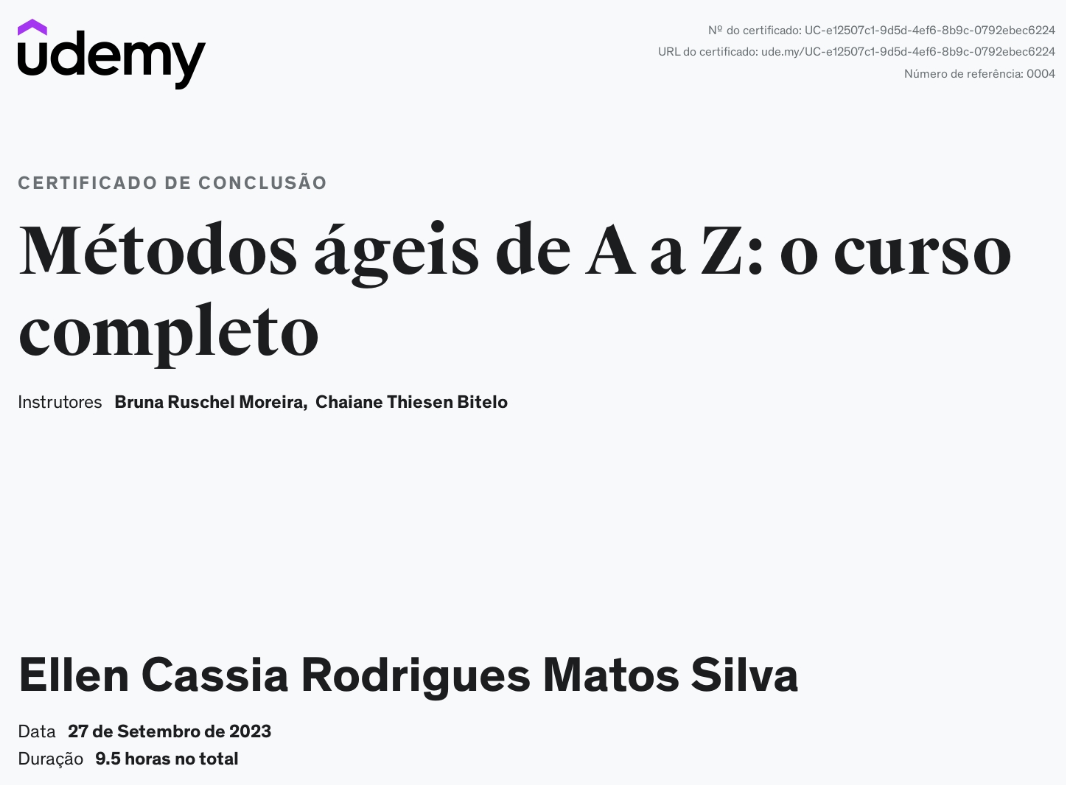 udemy
Nº do certificado: UC-e12507c1-9d5d-4ef6-8b9c-0792ebec6224
URL do certificado: ude.my/UC-e12507c1-9d5d-4ef6-8b9c-0792ebec6224
Número de referência: 0004
CERTIFICADO DE CONCLUSÃO
Métodos ágeis de A a Z: o curso
completo
Instrutores Bruna Ruschel Moreira, Chaiane Thiesen Bitelo
Ellen Cassia Rodrigues Matos Silva
Data 27 de Setembro de 2023
Duração 9.5 horas no total